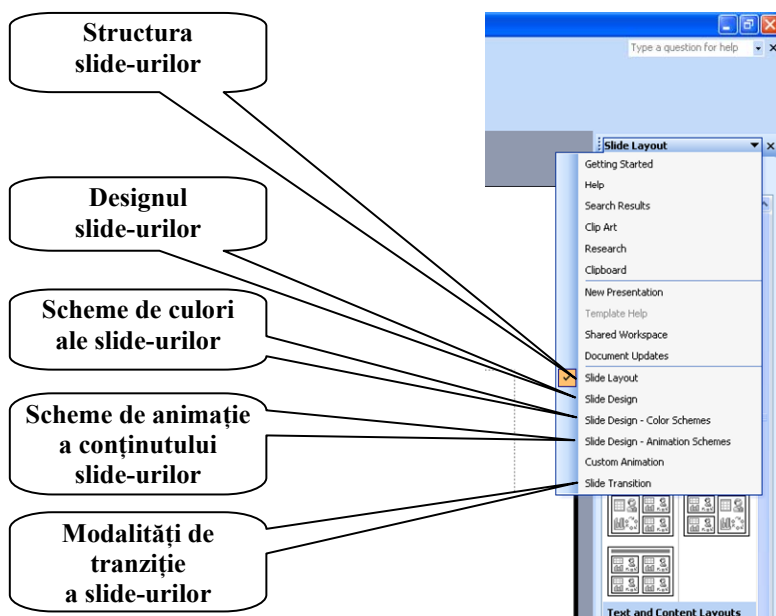 Structura
slide-urilor
Designul
slide-urilor
Scheme de culori
ale slide-urilor
Scheme de animație
a conținutului
slide-urilor
Modalități de
tranziție
a slide-urilor
Type a question for help
Slide Layout
Getting Started
Help
Search Results
Clip Art
Research
Clipboard
New Presentation
Template Help
Shared Workspace
Document Updates
Slide Layout
Slide Design
Slide Design - Color Schemes
Slide Design - Animation Schemes
Custom Animation
Slide Transition
Text and Content Layouts